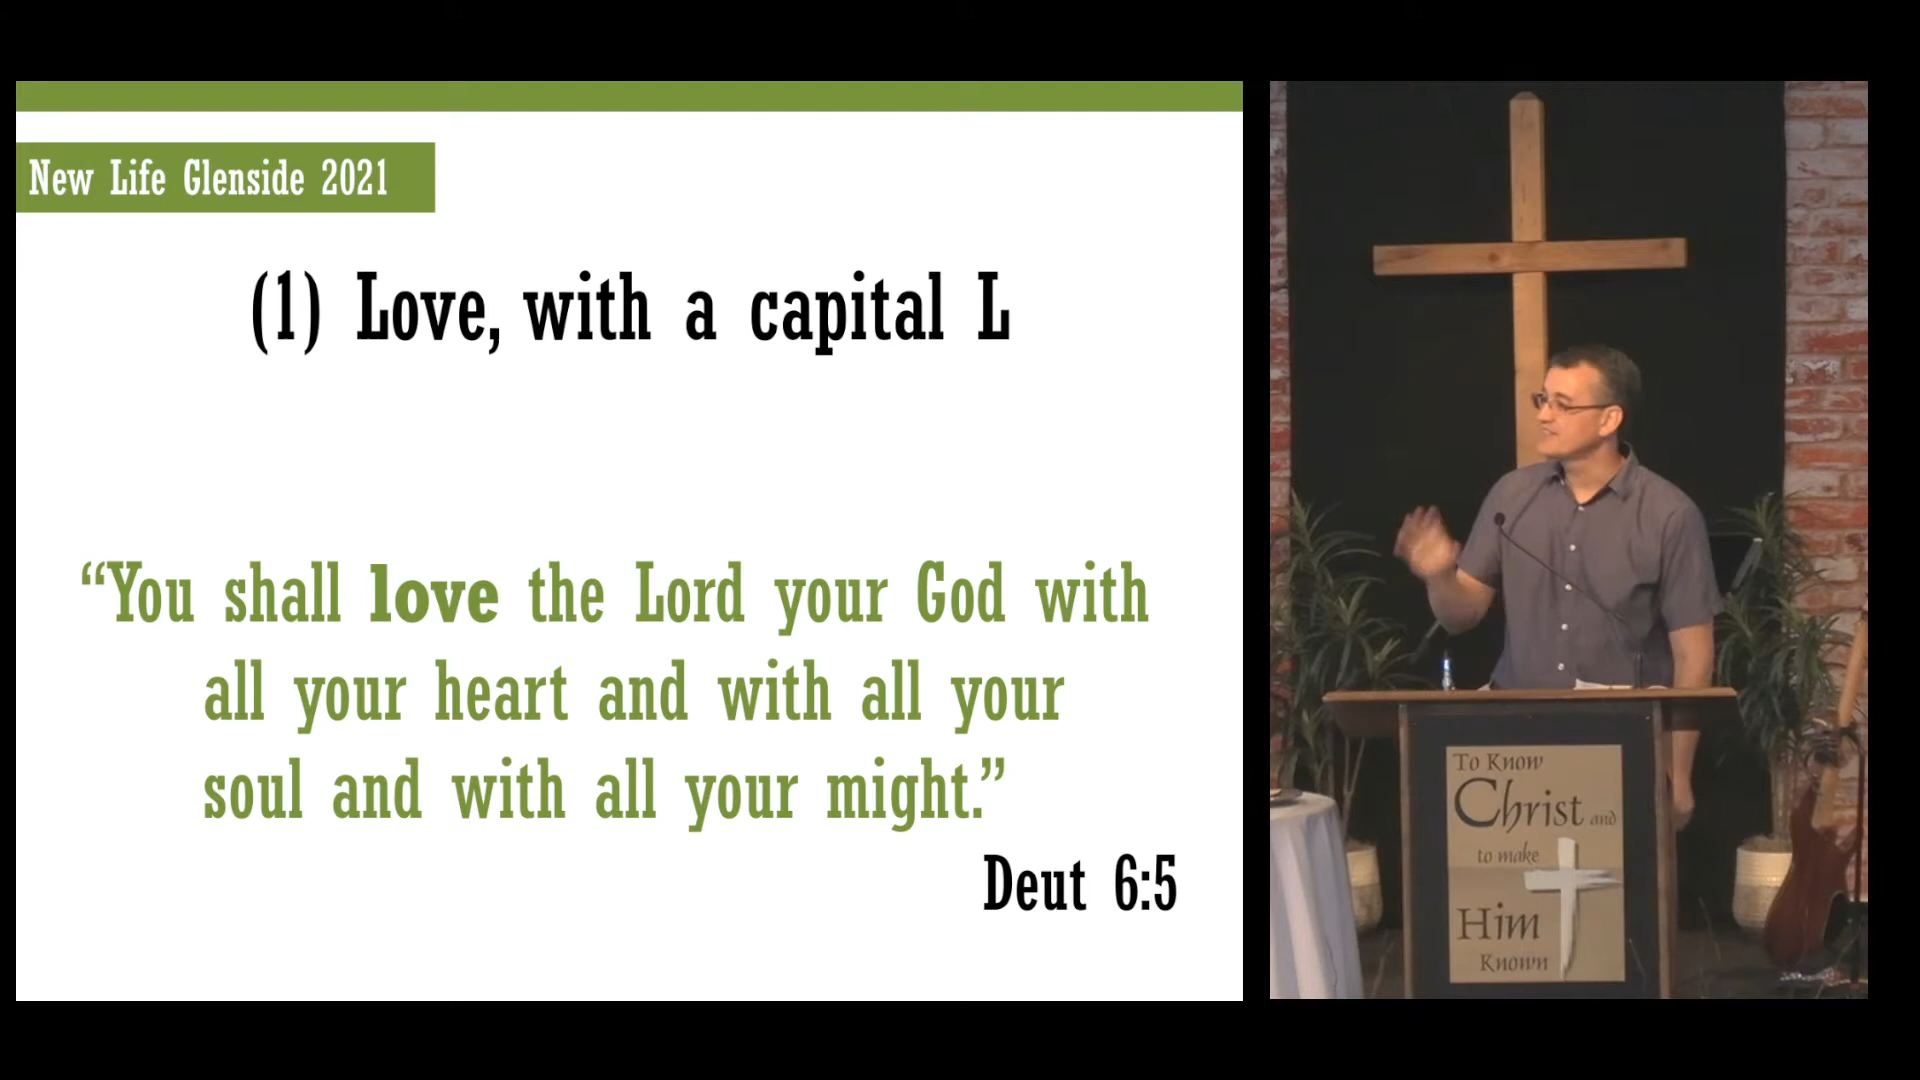 New Life Glenside 2021
(1) Love, with a capital L
“You shall love the Lord your God with
all your heart and with all your
soul and with all your might.”
Deut 6:5
To Know
Christ and
to make
Him
Known